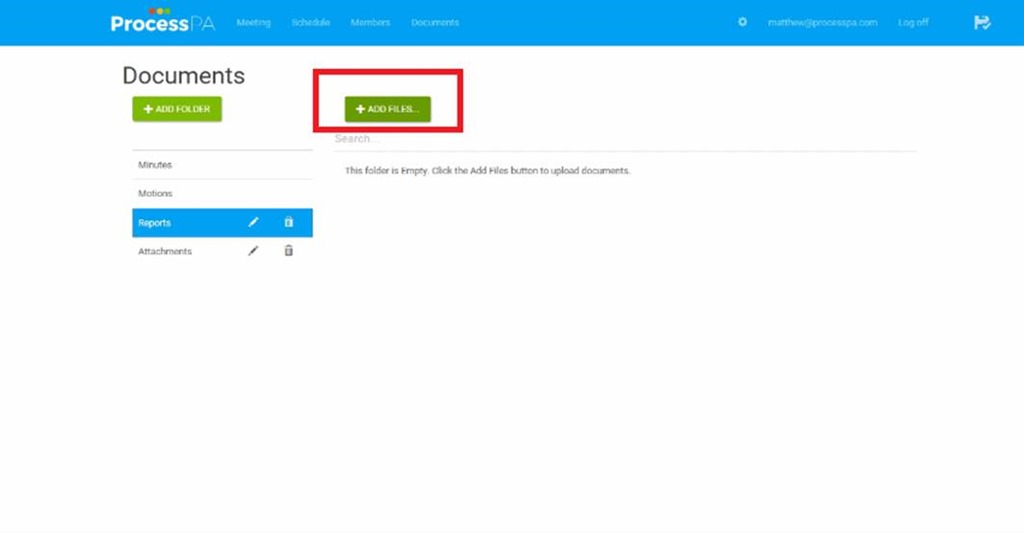 ProcessPA Meeting Schedule Members Documents matthew@processpa.com Log off
Documents
+ ADD FOLDER + ADD FILES...
Search...
Minutes
This folder is Empty. Click the Add Files button to upload documents.
Motions
Reports
Attachments